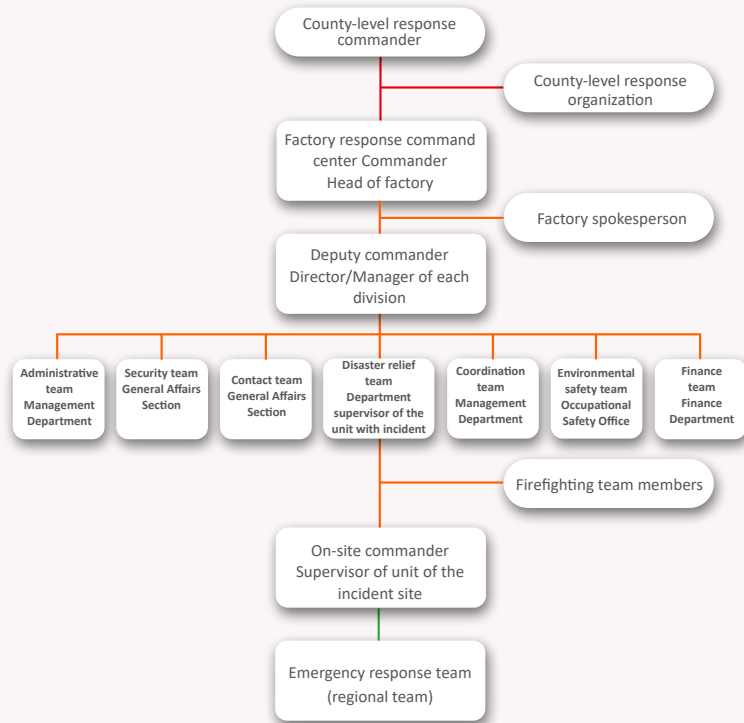 County-level response
commander
County-level response
organization
Factory response command
center Commander
Head of factory
Factory spokesperson
Deputy commander
Director/Manager of each
division
Administrative
team
Management
Department
Security team
General Affairs
Section
Contact team
General Affairs
Section
Disaster relief
team
Department
supervisor of the
unit with incident
Coordination
team
Management
Department
Environmental
safety team
Occupational
Safety Office
Finance
team
Finance
Department
Firefighting team members
On-site commander
Supervisor of unit of the
incident site
Emergency response team
(regional team)